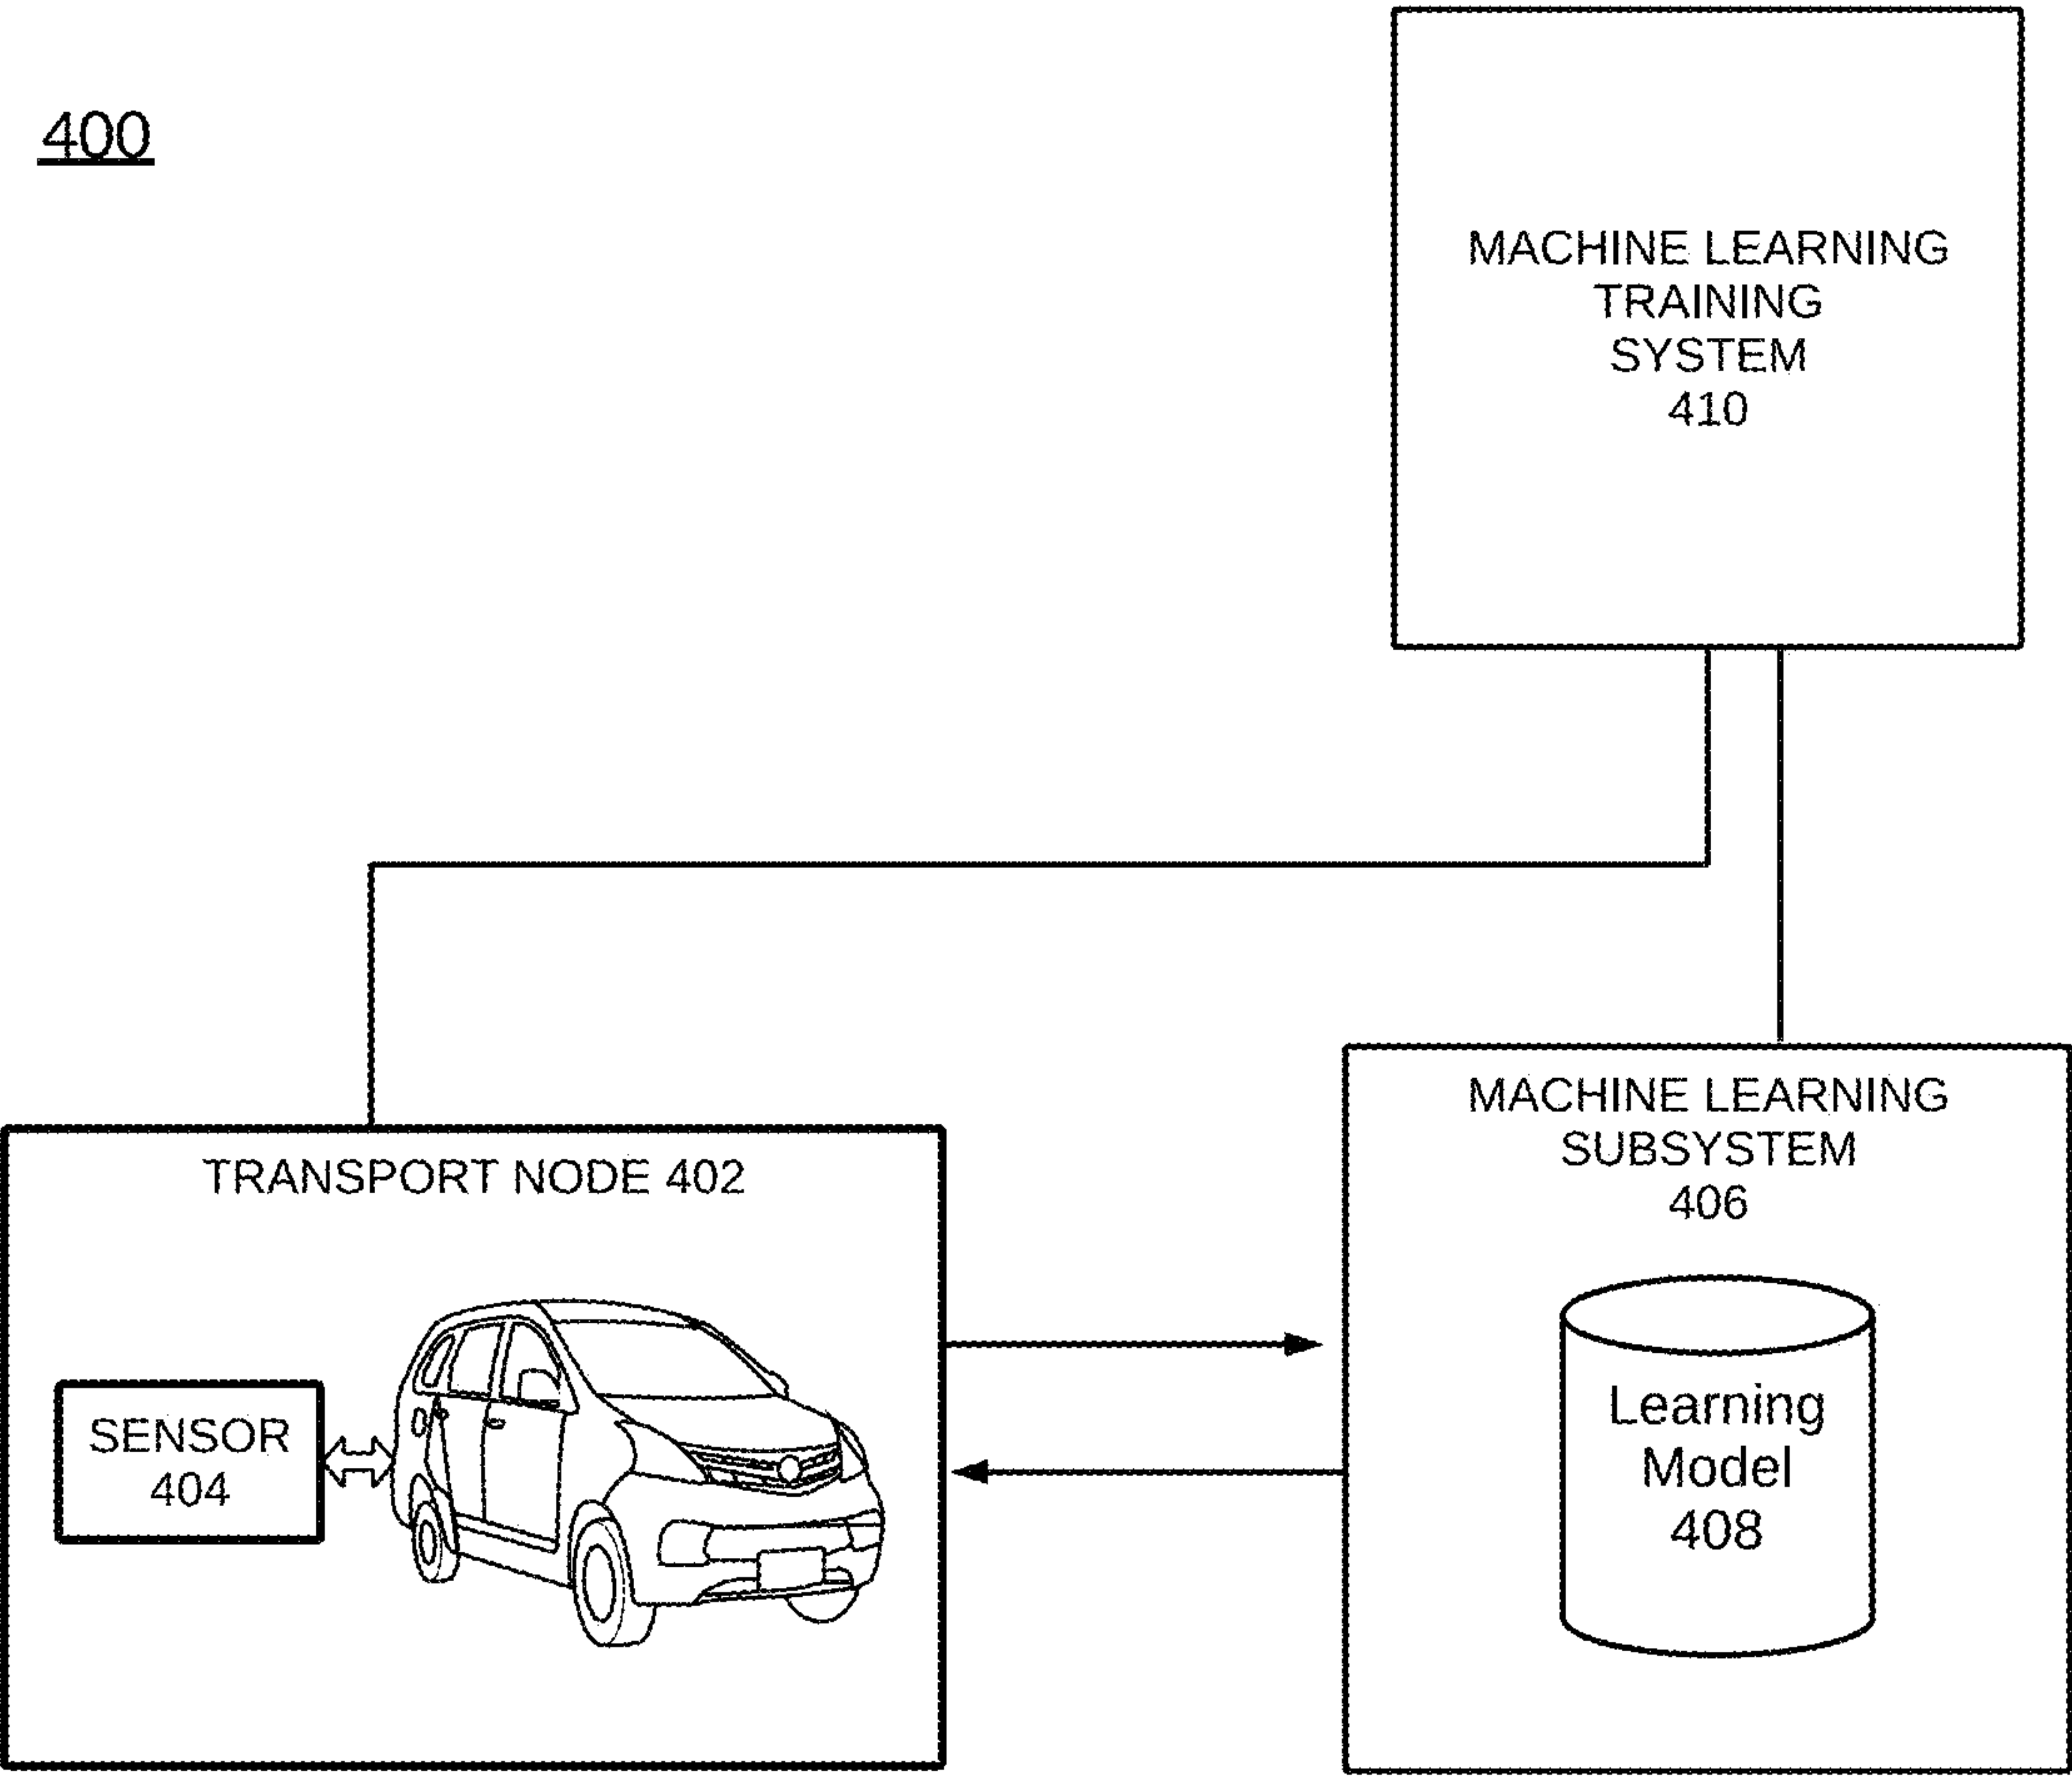 400
MACHINE LEARNING
TRAINING
SYSTEM
410
TRANSPORT NODE 402
SENSOR
404
MACHINE LEARNING
SUBSYSTEM
406
Learning
Model
408